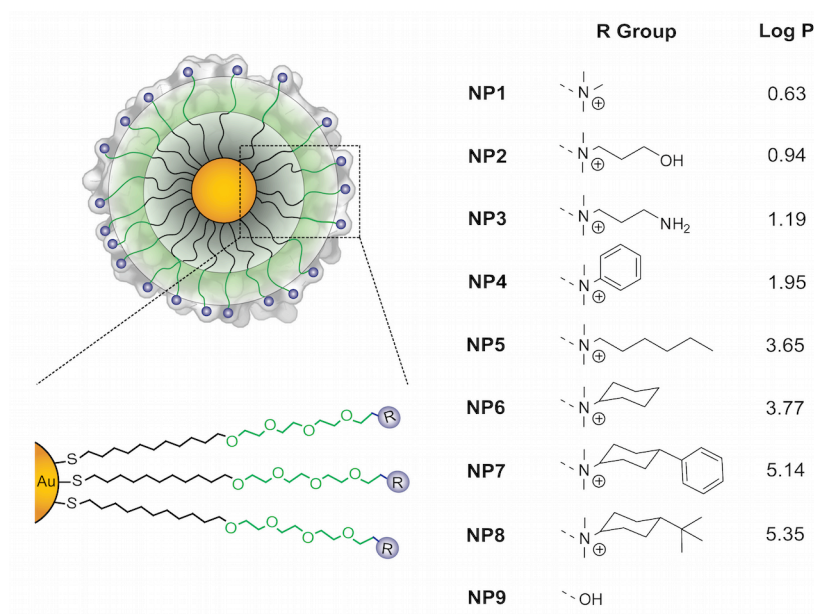 R Group Log P
NP1 N ⊕ 0.63
NP2 N ⊕ OH 0.94
NP3 N ⊕ NH2 1.19
NP4 N ⊕ 1.95
NP5 N ⊕ 3.65
NP6 N ⊕ 3.77
NP7 N ⊕ 5.14
NP8 N ⊕ 5.35
NP9 OH
S O O O O R
Au S O O O O R
S O O O O R